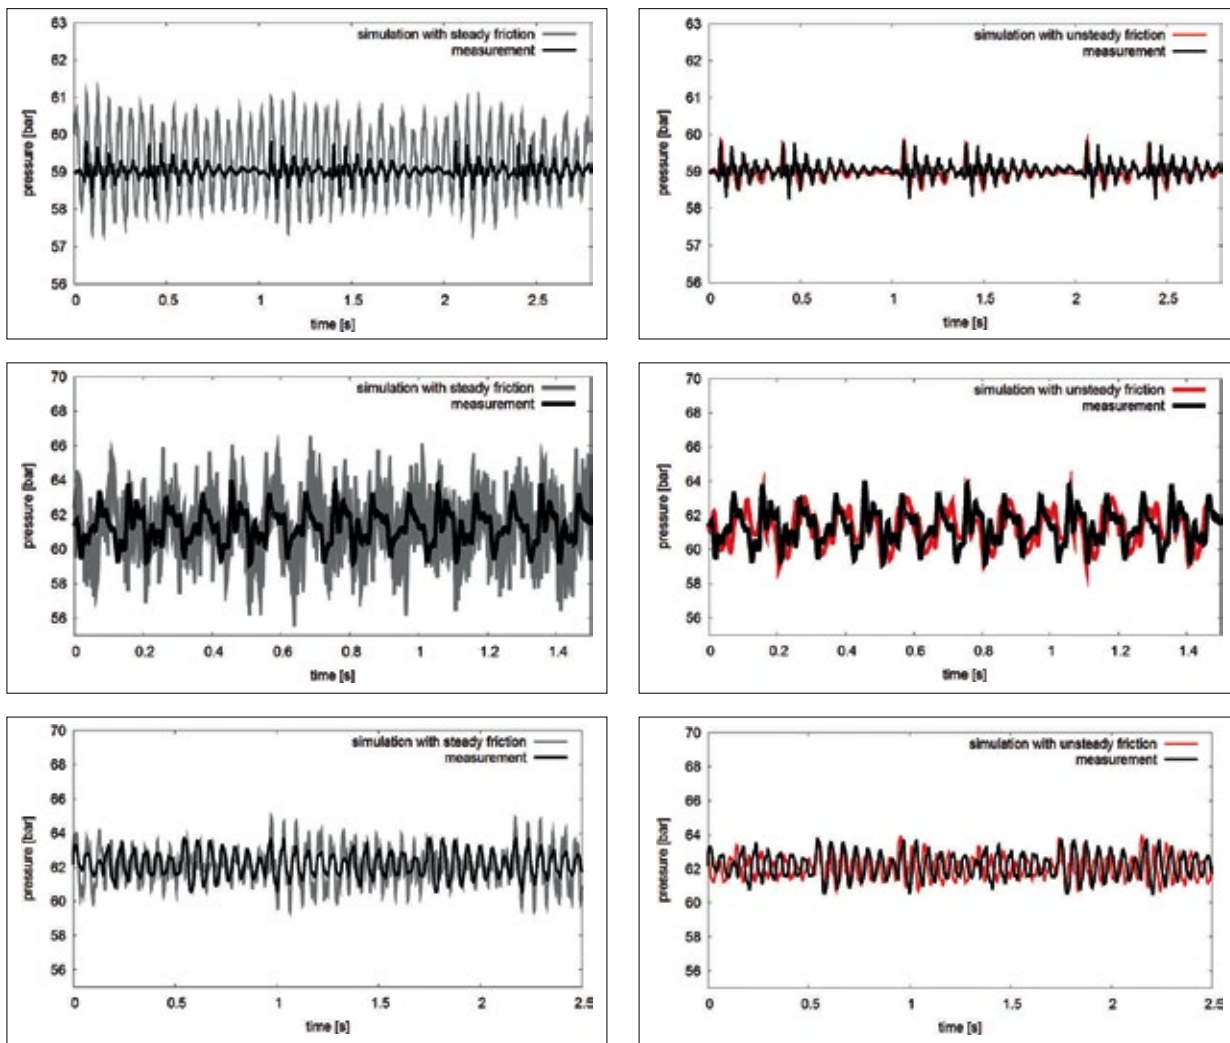 63
62
61
60
59
58
57
56
pressure [bar]
simulation with steady friction
measurement
0 0.5 1 1.5 2 2.5
time [s]
63
62
61
60
59
58
57
56
pressure [bar]
simulation with unsteady friction
measurement
0 0.5 1 1.5 2 2.5
time [s]
70
68
66
64
62
60
58
56
pressure [bar]
simulation with steady friction
measurement
0 0.2 0.4 0.6 0.8 1 1.2 1.4
time [s]
70
68
66
64
62
60
58
56
pressure [bar]
simulation with unsteady friction
measurement
0 0.2 0.4 0.6 0.8 1 1.2 1.4
time [s]
70
68
66
64
62
60
58
56
pressure [bar]
simulation with steady friction
measurement
0 0.5 1 1.5 2 2.5
time [s]
70
68
66
64
62
60
58
56
pressure [bar]
simulation with unsteady friction
measurement
0 0.5 1 1.5 2 2.5
time [s]